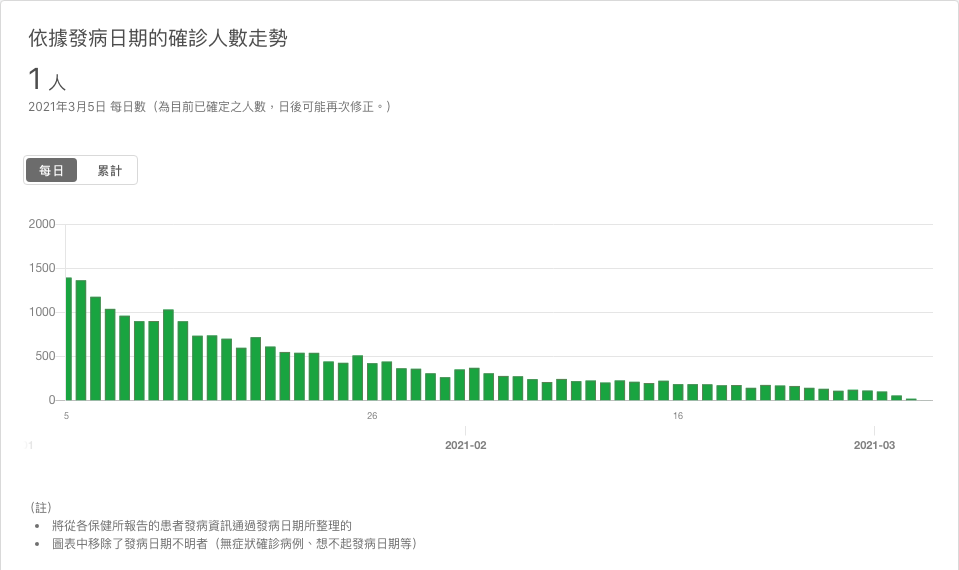 依據發病日期的確診人數走勢
1 人
2021年3月5日 每日數（為目前已確定之人數，日後可能再次修正。）
每日 累計
2000
1500
1000
500
0
5 26 16
1 2021-02 2021-03
（註）
• 將從各保健所報告的患者發病資訊通過發病日期所整理的
• 圖表中移除了發病日期不明者（無症狀確診病例、想不起發病日期等）